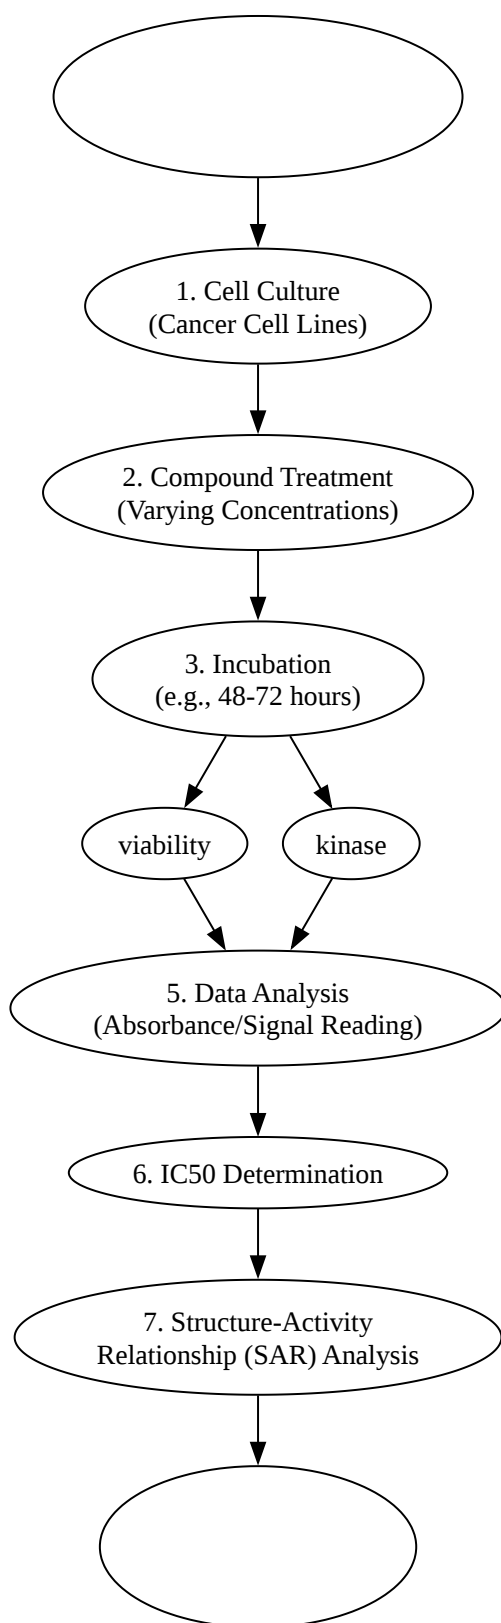 1. Cell Culture
(Cancer Cell Lines)
2. Compound Treatment
(Varying Concentrations)
3. Incubation
(e.g., 48-72 hours)
viability
kinase
5. Data Analysis
(Absorbance/Signal Reading)
6. IC50 Determination
7. Structure-Activity
Relationship (SAR) Analysis